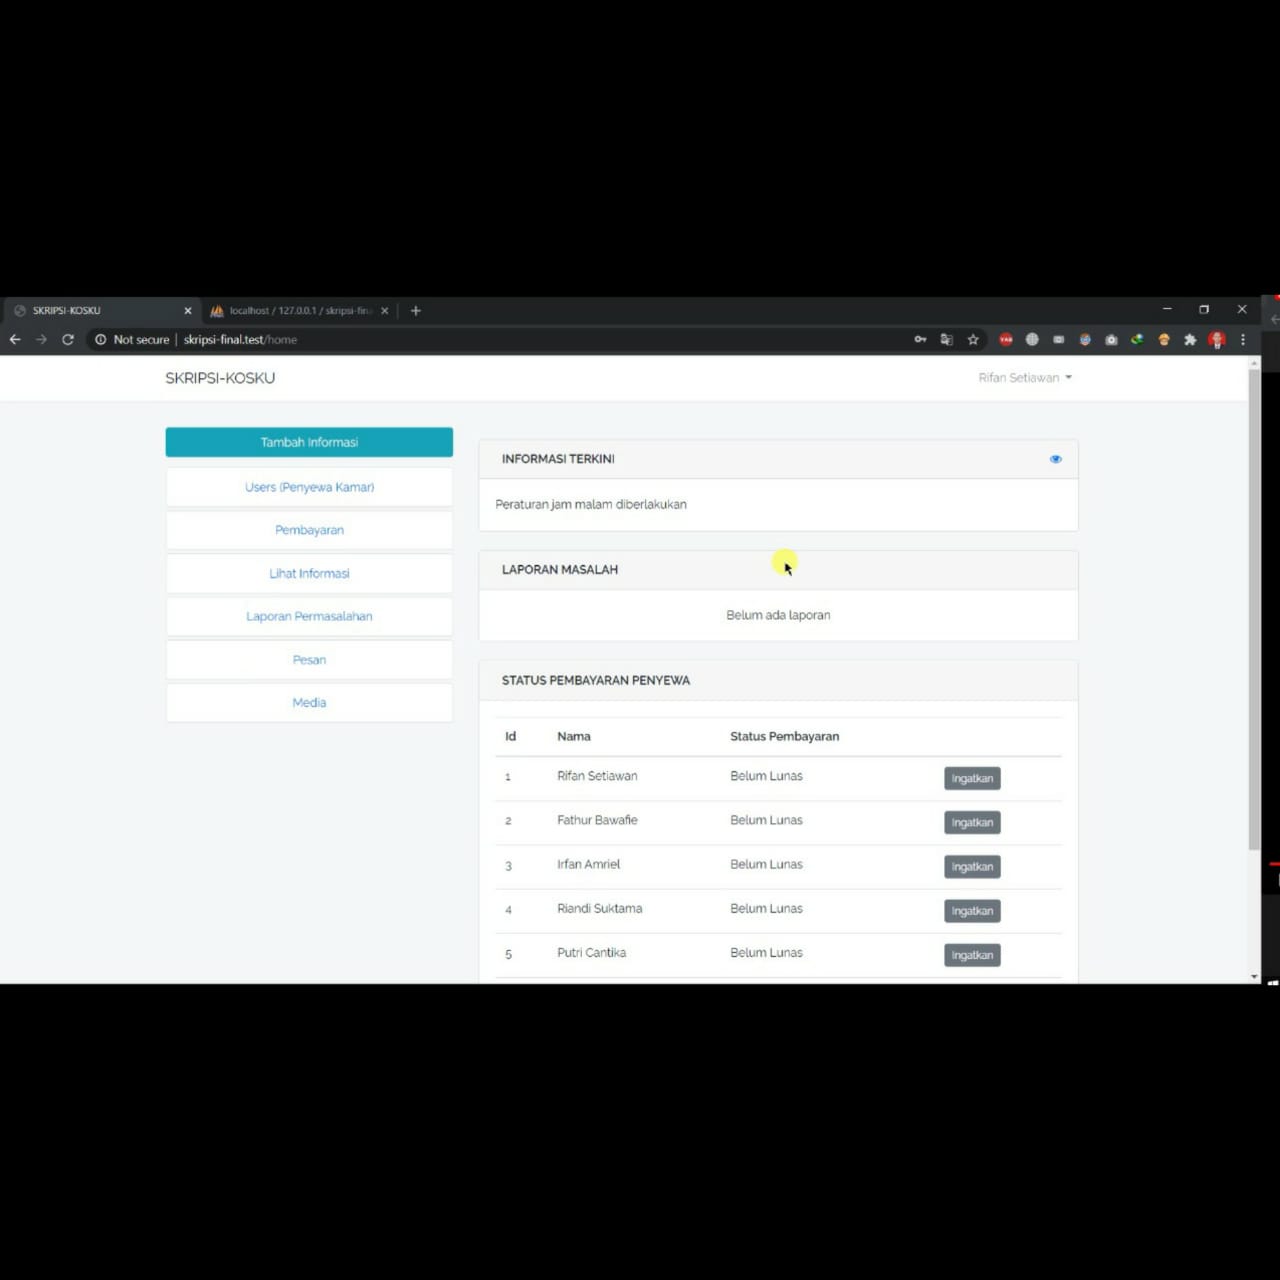 SKRIPSI-KOSKU
localhost / 127.0.0.1 / skripsi-fin
Not secure | skripsi-final.test/home
SKRIPSI-KOSKU
Rifan Setiawan
Tambah Informasi
Users (Penyewa Kamar)
Pembayaran
Lihat Informasi
Laporan Permasalahan
Pesan
Media
INFORMASI TERKINI
Peraturan jam malam diberlakukan
LAPORAN MASALAH
Belum ada laporan
STATUS PEMBAYARAN PENYEWA
Id Nama Status Pembayaran
1 Rifan Setiawan Belum Lunas Ingatkan
2 Fathur Bawafie Belum Lunas Ingatkan
3 Irfan Amriel Belum Lunas Ingatkan
4 Riandi Suktama Belum Lunas Ingatkan
5 Putri Cantika Belum Lunas Ingatkan